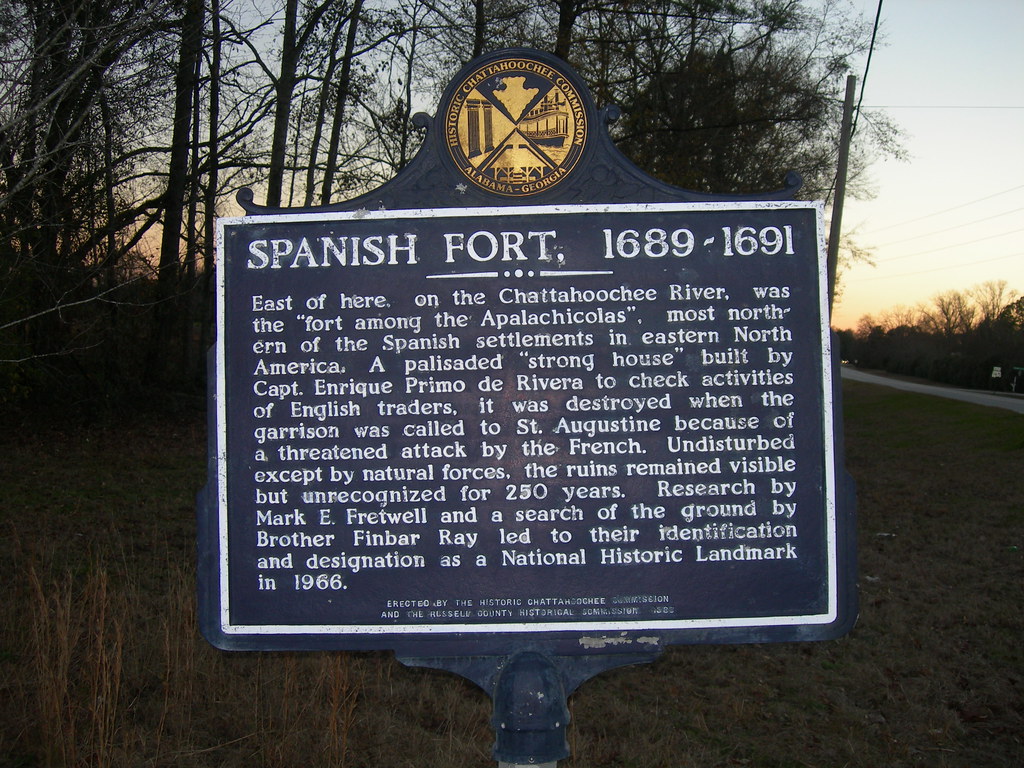 HISTORIC CHATTAHOOCHEE COMMISSION
ALABAMA-GEORGIA
SPANISH FORT, 1689-1691
East of here, on the Chattahoochee River, was
the "fort among the Apalachicolas", most north-
ern of the Spanish settlements in eastern North
America. A palisaded "strong house" built by
Capt. Enrique Primo de Rivera to check activities
of English traders, it was destroyed when the
garrison was called to St. Augustine because of
a threatened attack by the French. Undisturbed
except by natural forces, the ruins remained visible
but unrecognized for 250 years. Research by
Mark E. Fretwell and a search of the ground by
Brother Finbar Ray led to their identification
and designation as a National Historic Landmark
in 1966.
ERECTED BY THE HISTORIC CHATTAHOOCHEE COMMISSION
AND THE RUSSELL COUNTY HISTORICAL COMMISSION